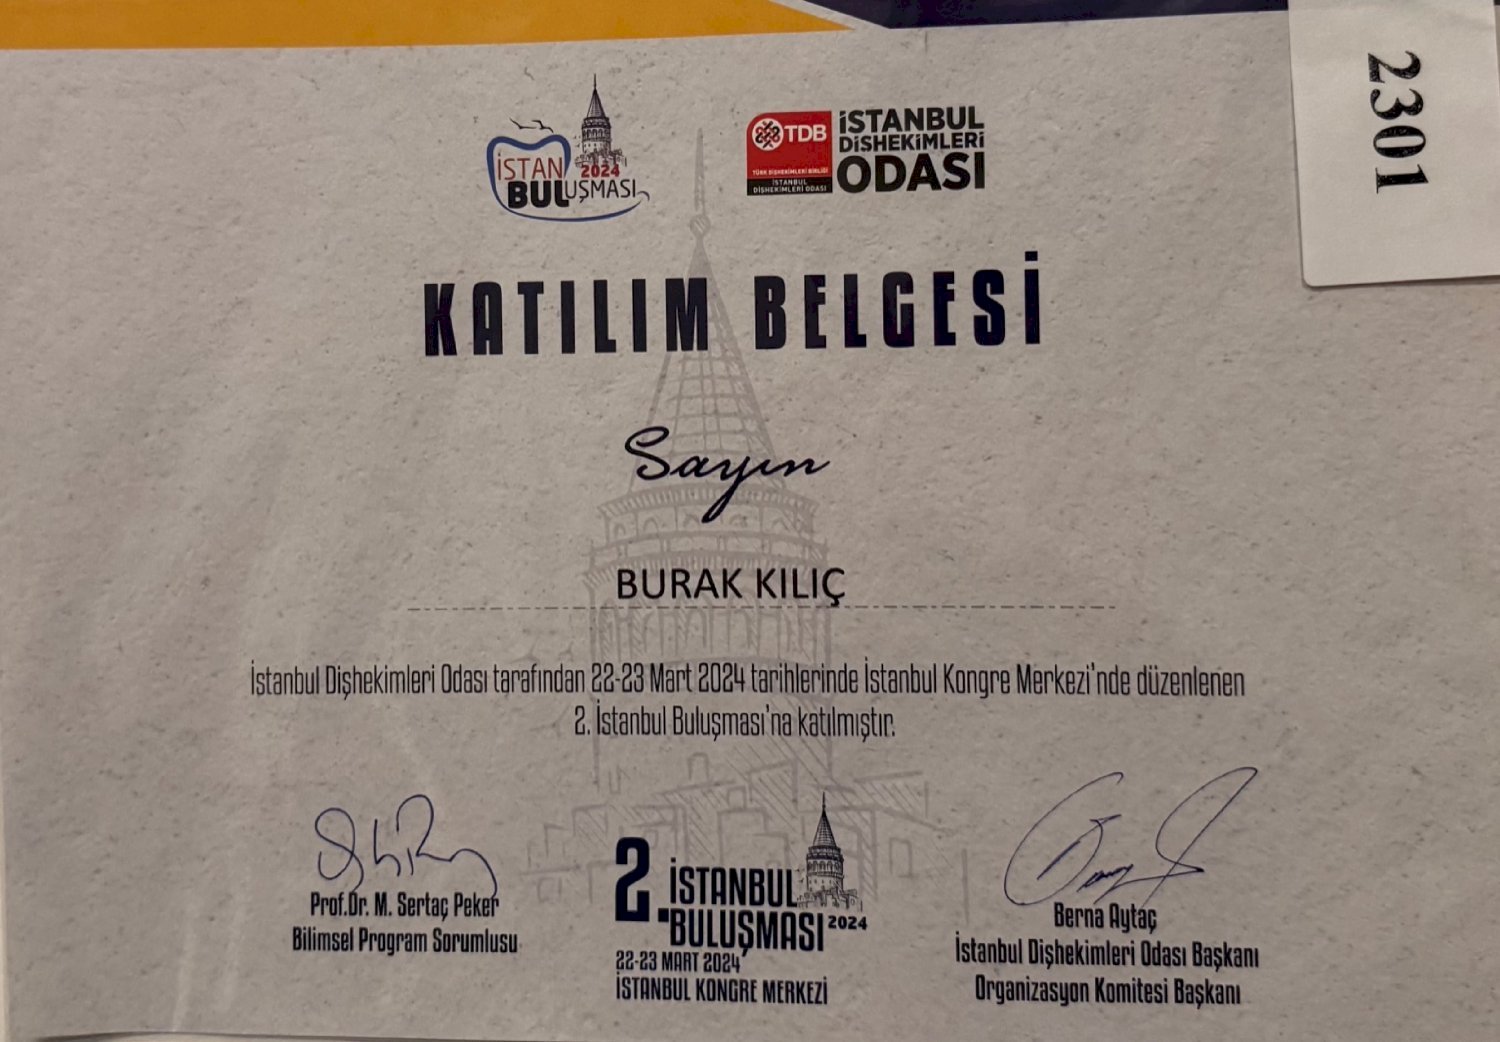 İSTAN
2024
BULUŞMASI
TDB
TÜRK DİŞHEKİMLERİ BİRLİĞİ
İSTANBUL
DİŞHEKİMLERİ ODASI
İSTANBUL
DİŞHEKİMLERİ
ODASI
2301
KATILIM BELGESİ
Sayın
BURAK KILIÇ
İstanbul Dişhekimleri Odası tarafından 22-23 Mart 2024 tarihlerinde İstanbul Kongre Merkezi'nde düzenlenen
2. İstanbul Buluşması'na katılmıştır.
Prof.Dr. M. Sertaç Peker
Bilimsel Program Sorumlusu
2. İSTANBUL
BULUŞMASI 2024
22-23 MART 2024
İSTANBUL KONGRE MERKEZİ
Berna Aytaç
İstanbul Dişhekimleri Odası Başkanı
Organizasyon Komitesi Başkanı